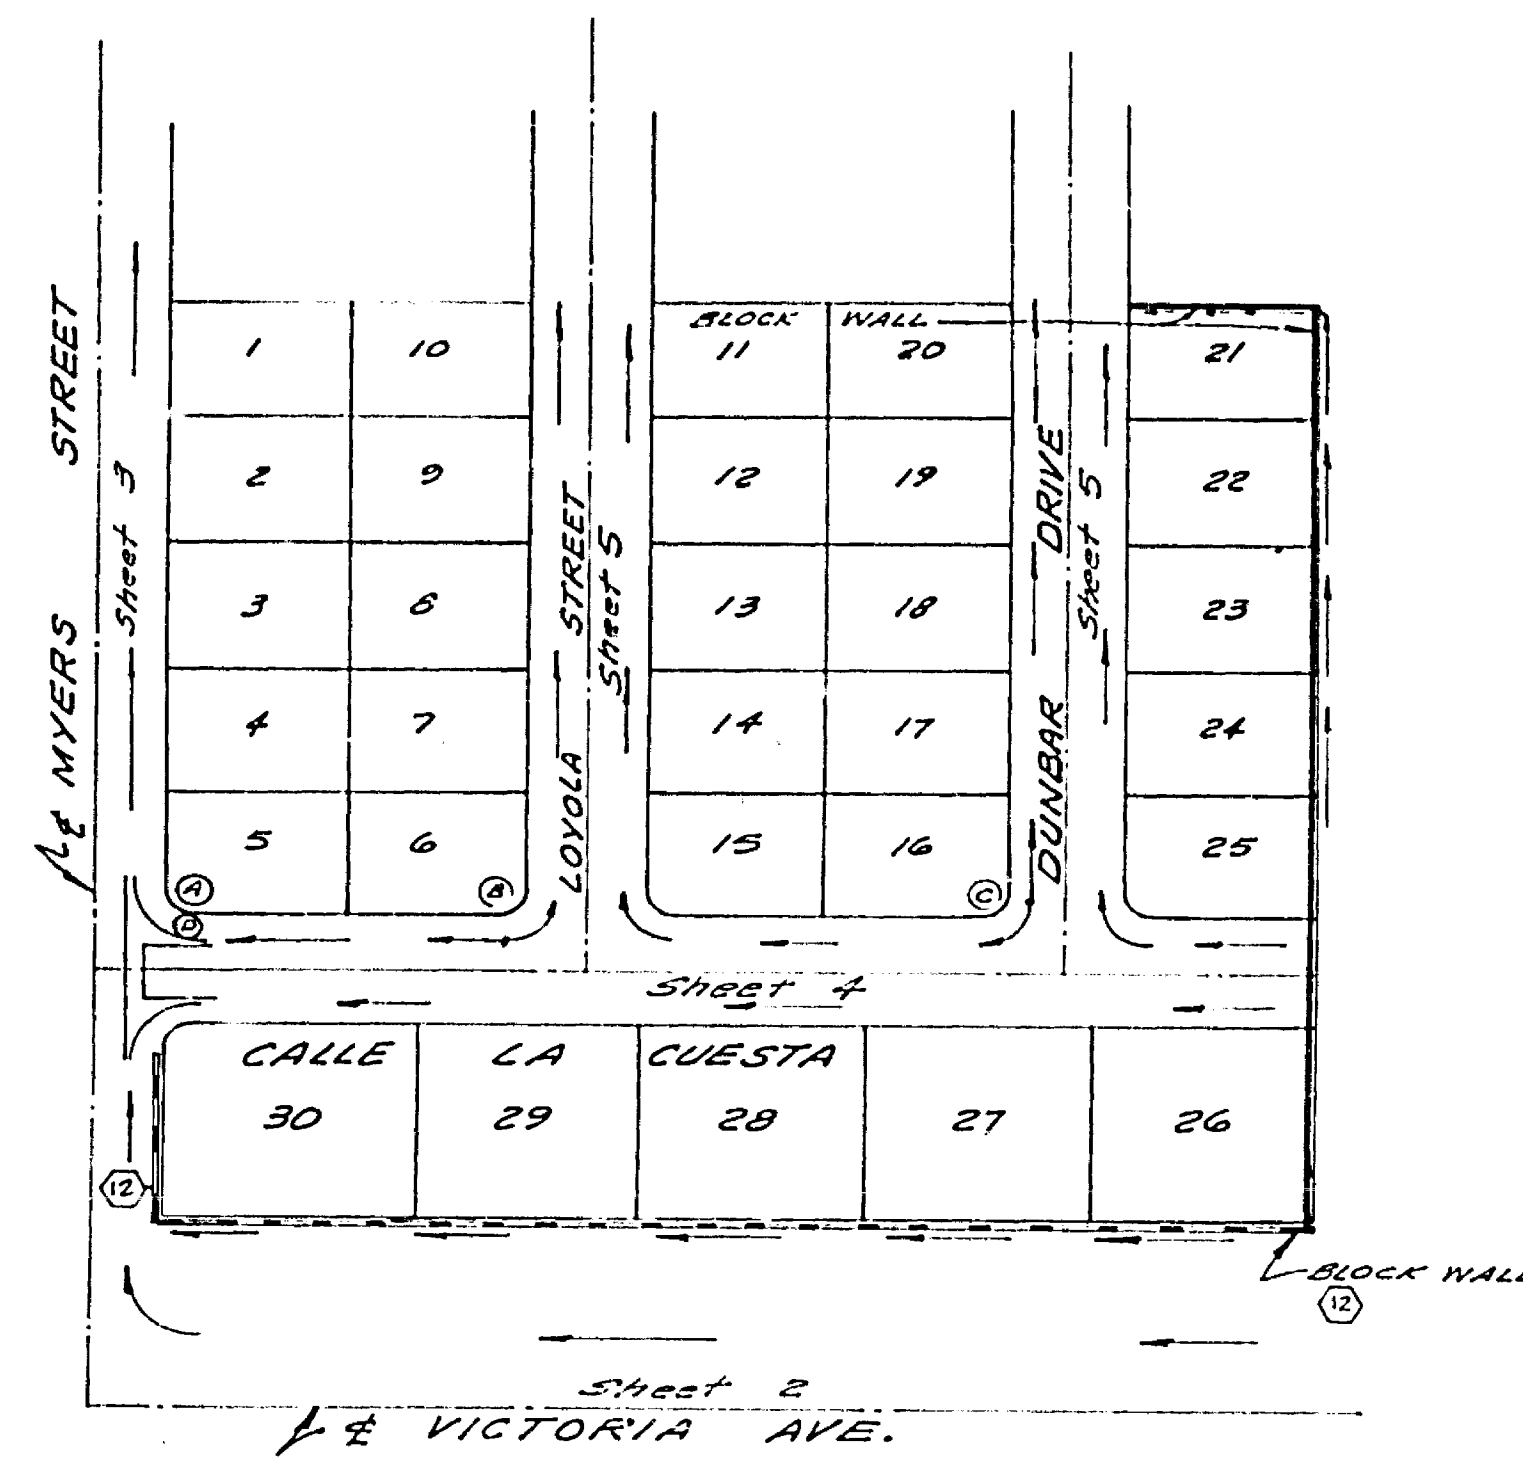 ℄ MYERS STREET
Sheet 3
LOYOLA STREET
Sheet 5
DUNBAR DRIVE
Sheet 5
BLOCK WALL
1 10 11 20 21
2 9 12 19 22
3 8 13 18 23
4 7 14 17 24
5 6 15 16 25
A B C
D
Sheet 4
CALLE LA CUESTA
30 29 28 27 26
12
BLOCK WALL
12
Sheet 2
℄ VICTORIA AVE.